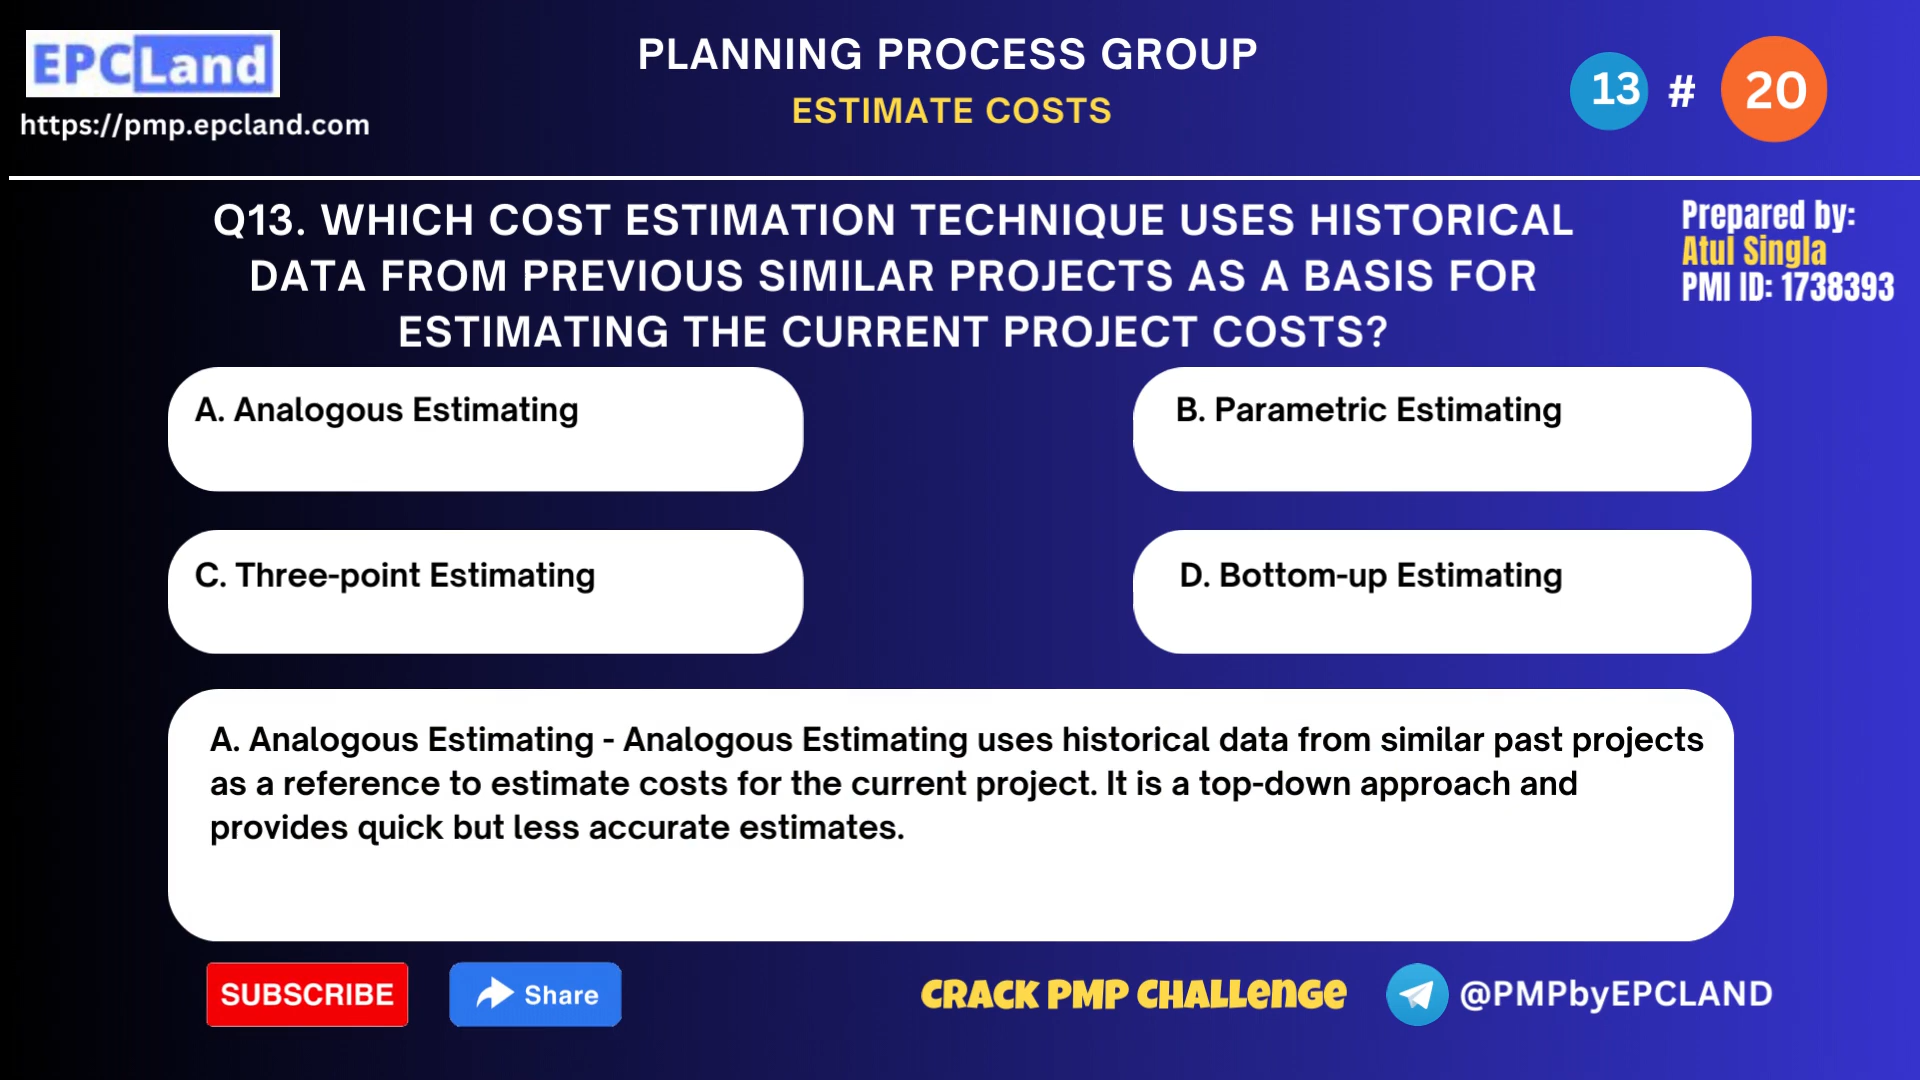 EPCLand
https://pmp.epcland.com
PLANNING PROCESS GROUP
ESTIMATE COSTS
13 # 20
Q13. WHICH COST ESTIMATION TECHNIQUE USES HISTORICAL
DATA FROM PREVIOUS SIMILAR PROJECTS AS A BASIS FOR
ESTIMATING THE CURRENT PROJECT COSTS?
Prepared by:
Atul Singla
PMI ID: 1738393
A. Analogous Estimating
B. Parametric Estimating
C. Three-point Estimating
D. Bottom-up Estimating
A. Analogous Estimating - Analogous Estimating uses historical data from similar past projects
as a reference to estimate costs for the current project. It is a top-down approach and
provides quick but less accurate estimates.
SUBSCRIBE
Share
CRACK PMP CHALLENGE
@PMPbyEPCLAND